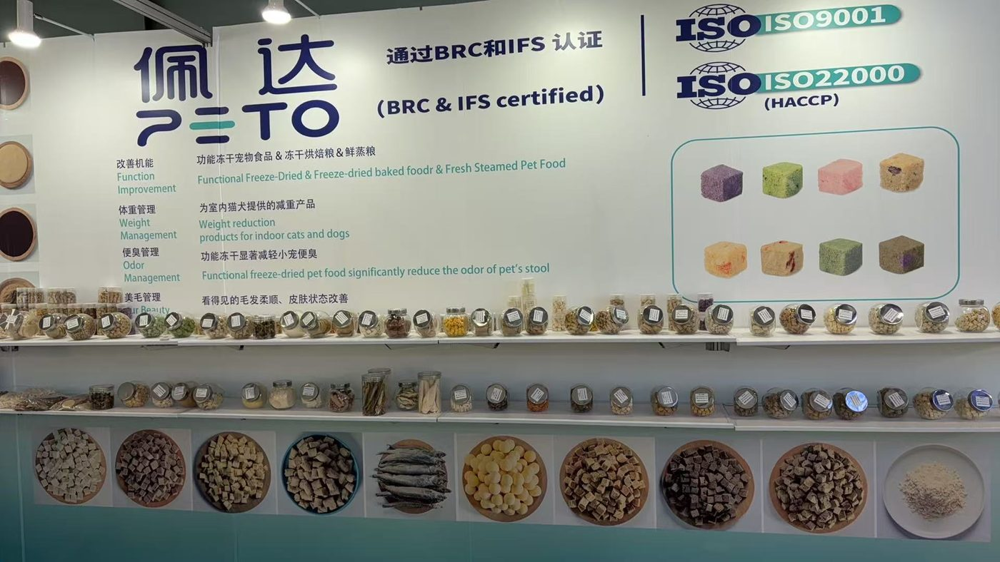 佩达
PETO
通过BRC和IFS 认证
(BRC & IFS certified)
ISO
ISO9001
ISO
ISO22000
(HACCP)
改善机能
Function
Improvement
功能冻干宠物食品 & 冻干烘焙粮 & 鲜蒸粮
Functional Freeze-Dried & Freeze-dried baked foodr & Fresh Steamed Pet Food
体重管理
Weight
Management
为室内猫犬提供的减重产品
Weight reduction
products for indoor cats and dogs
便臭管理
Odor
Management
功能冻干显著减轻小宠便臭
Functional freeze-dried pet food significantly reduce the odor of pet's stool
美毛管理
Beauty
看得见的毛发柔顺、皮肤状态改善